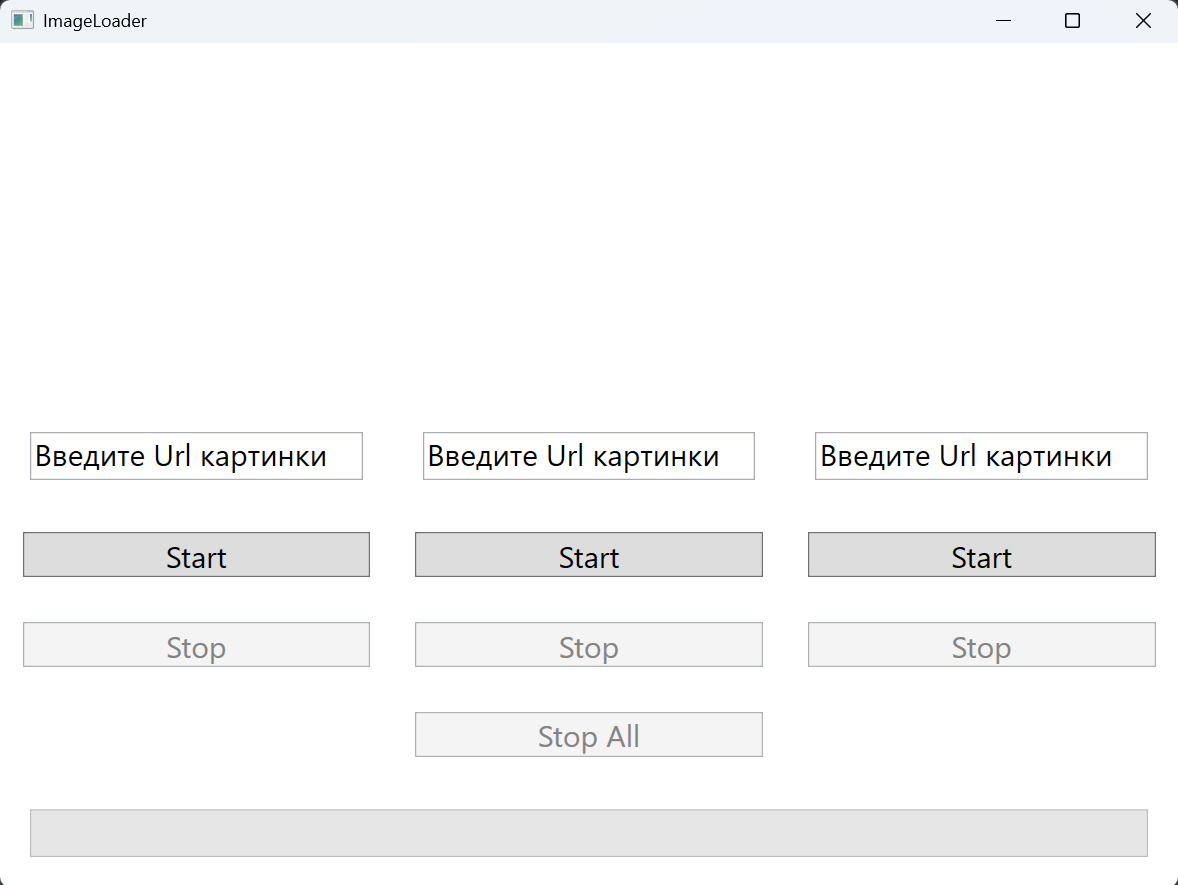 ImageLoader
Введите Url картинки
Введите Url картинки
Введите Url картинки
Start
Start
Start
Stop
Stop
Stop
Stop All